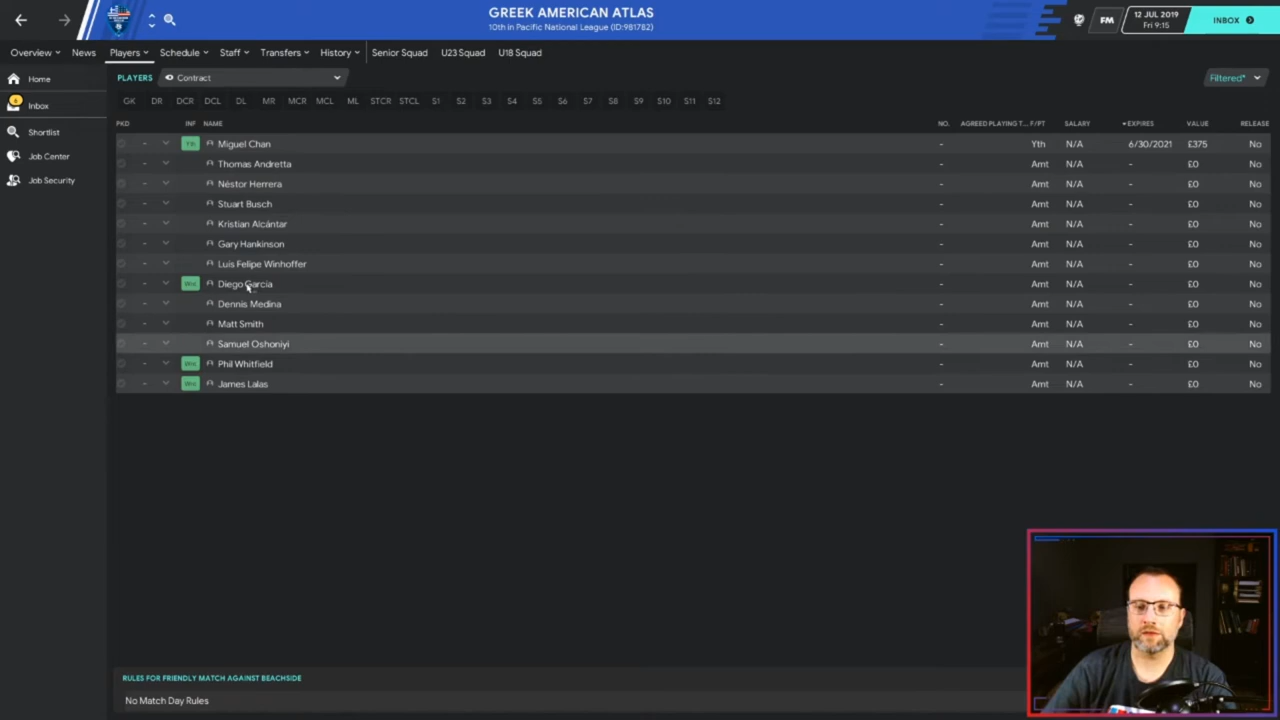 GREEK AMERICAN ATLAS
10th in Pacific National League (ID:981782)
FM
12 JUL 2019
Fri 9:15
INBOX
Overview News Players Schedule Staff Transfers History Senior Squad U23 Squad U18 Squad
Home
Inbox
Shortlist
Job Center
Job Security
PLAYERS Contract Filtered*
GK DR DCR DCL DL MR MCR MCL ML STCR STCL S1 S2 S3 S4 S5 S6 S7 S8 S9 S10 S11 S12
PKD INF NAME NO. AGREED PLAYING T... F/PT SALARY EXPIRES VALUE RELEASE
- Yth Miguel Chan - Yth N/A 6/30/2021 £375 No
- Thomas Andretta - Amt N/A - £0 No
- Néstor Herrera - Amt N/A - £0 No
- Stuart Busch - Amt N/A - £0 No
- Kristian Alcántar - Amt N/A - £0 No
- Gary Hankinson - Amt N/A - £0 No
- Luis Felipe Winhoffer - Amt N/A - £0 No
- Diego García - Amt N/A - £0 No
- Dennis Medina - Amt N/A - £0 No
- Matt Smith - Amt N/A - £0 No
- Samuel Oshoniyi - Amt N/A - £0 No
- Phil Whitfield - Amt N/A - £0 No
- James Lalas - Amt N/A - £0 No
RULES FOR FRIENDLY MATCH AGAINST BEACHSIDE
No Match Day Rules